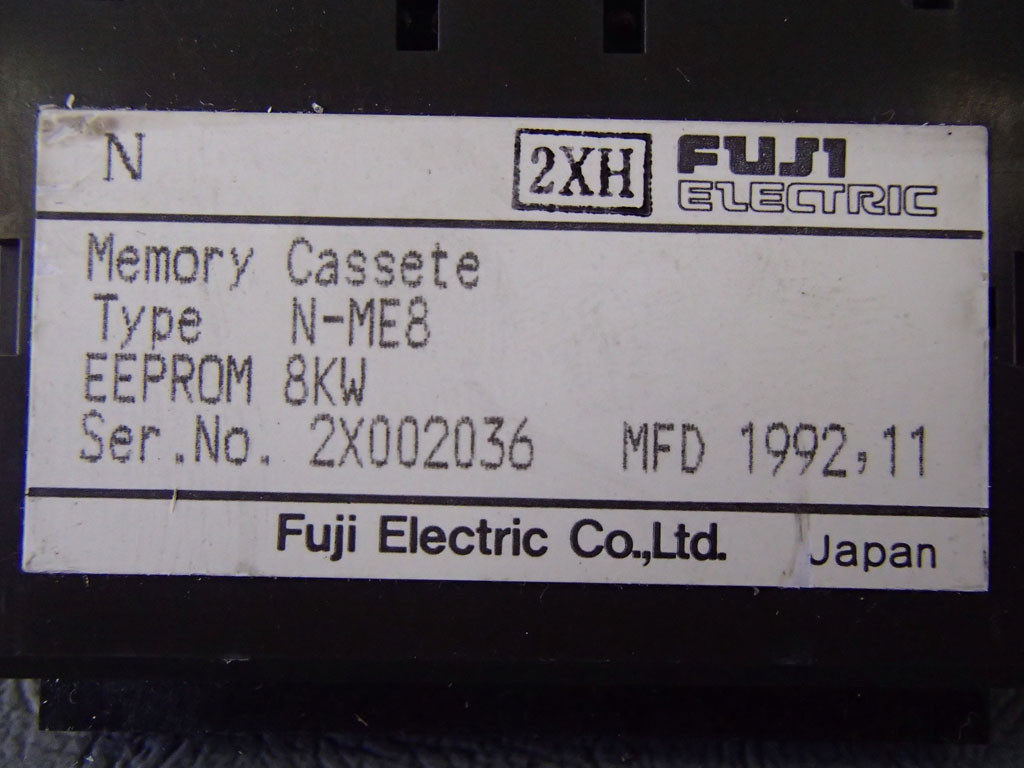 N 2XH FUJI
ELECTRIC
Memory Cassete
Type N-ME8
EEPROM 8KW
Ser.No. 2X002036 MFD 1992,11
Fuji Electric Co.,Ltd. Japan